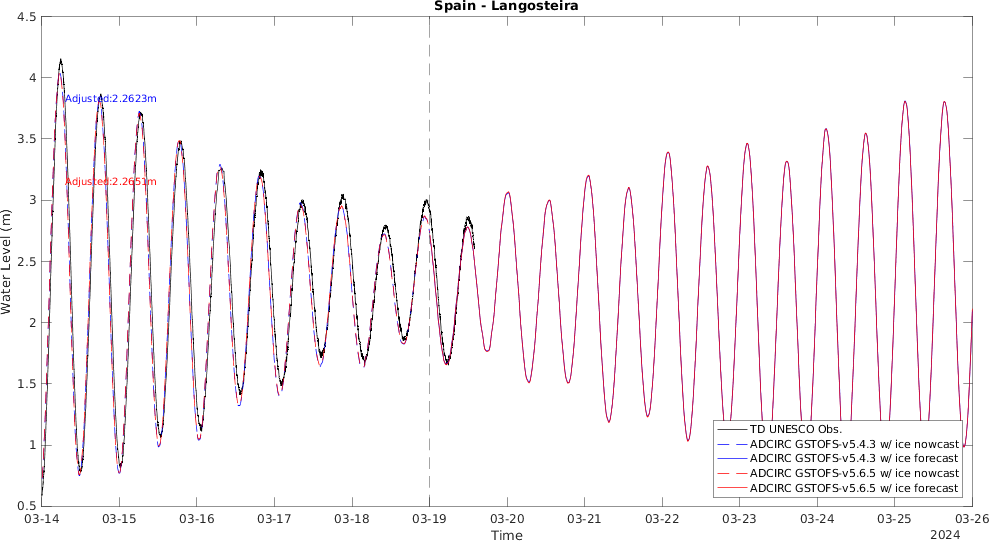 Spain - Langosteira
4.5
4
3.5
3
2.5
2
1.5
1
0.5
Water Level (m)
Adjusted:2.2623m
Adjusted:2.2651m
TD UNESCO Obs.
ADCIRC GSTOFS-v5.4.3 w/ ice nowcast
ADCIRC GSTOFS-v5.4.3 w/ ice forecast
ADCIRC GSTOFS-v5.6.5 w/ ice nowcast
ADCIRC GSTOFS-v5.6.5 w/ ice forecast
03-14 03-15 03-16 03-17 03-18 03-19 03-20 03-21 03-22 03-23 03-24 03-25 03-26
Time
2024